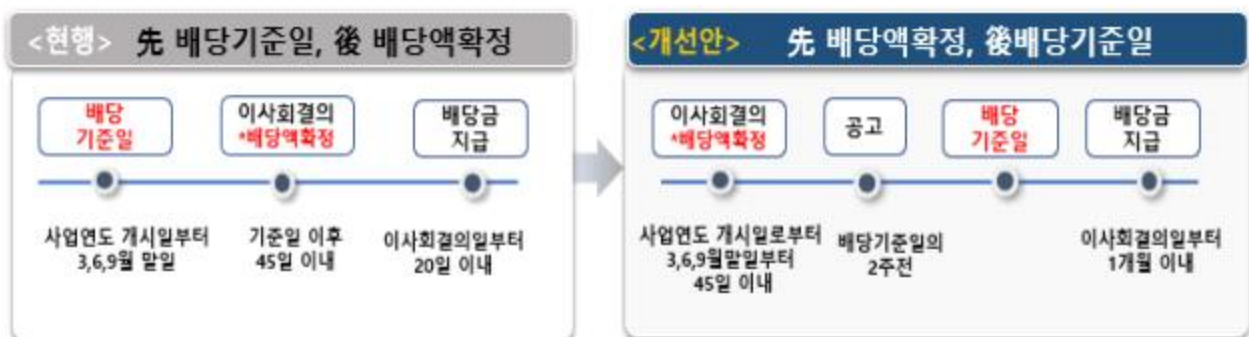 <현행> 先 배당기준일, 後 배당액확정
배당
기준일
이사회결의
*배당액확정
배당금
지급
사업연도 개시일부터
3,6,9월 말일
기준일 이후
45일 이내
이사회결의일부터
20일 이내
<개선안> 先 배당액확정, 後배당기준일
이사회결의
*배당액확정
공고
배당
기준일
배당금
지급
사업연도 개시일로부터
3,6,9월말일부터
45일 이내
배당기준일의
2주전
이사회결의일부터
1개월 이내